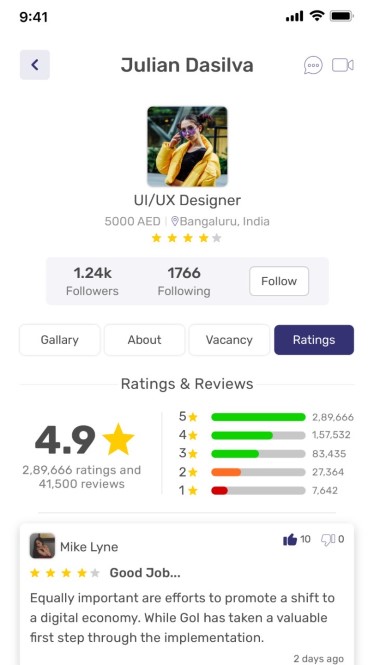 9:41
Julian Dasilva
UI/UX Designer
5000 AED Bangaluru, India
1.24k 1766
Followers Following
Follow
Gallary About Vacancy Ratings
Ratings & Reviews
4.9
2,89,666 ratings and
41,500 reviews
5 2,89,666
4 1,57,532
3 83,435
2 27,364
1 7,642
Mike Lyne 10 0
Good Job...
Equally important are efforts to promote a shift to
a digital economy. While GoI has taken a valuable
first step through the implementation.
2 days ago